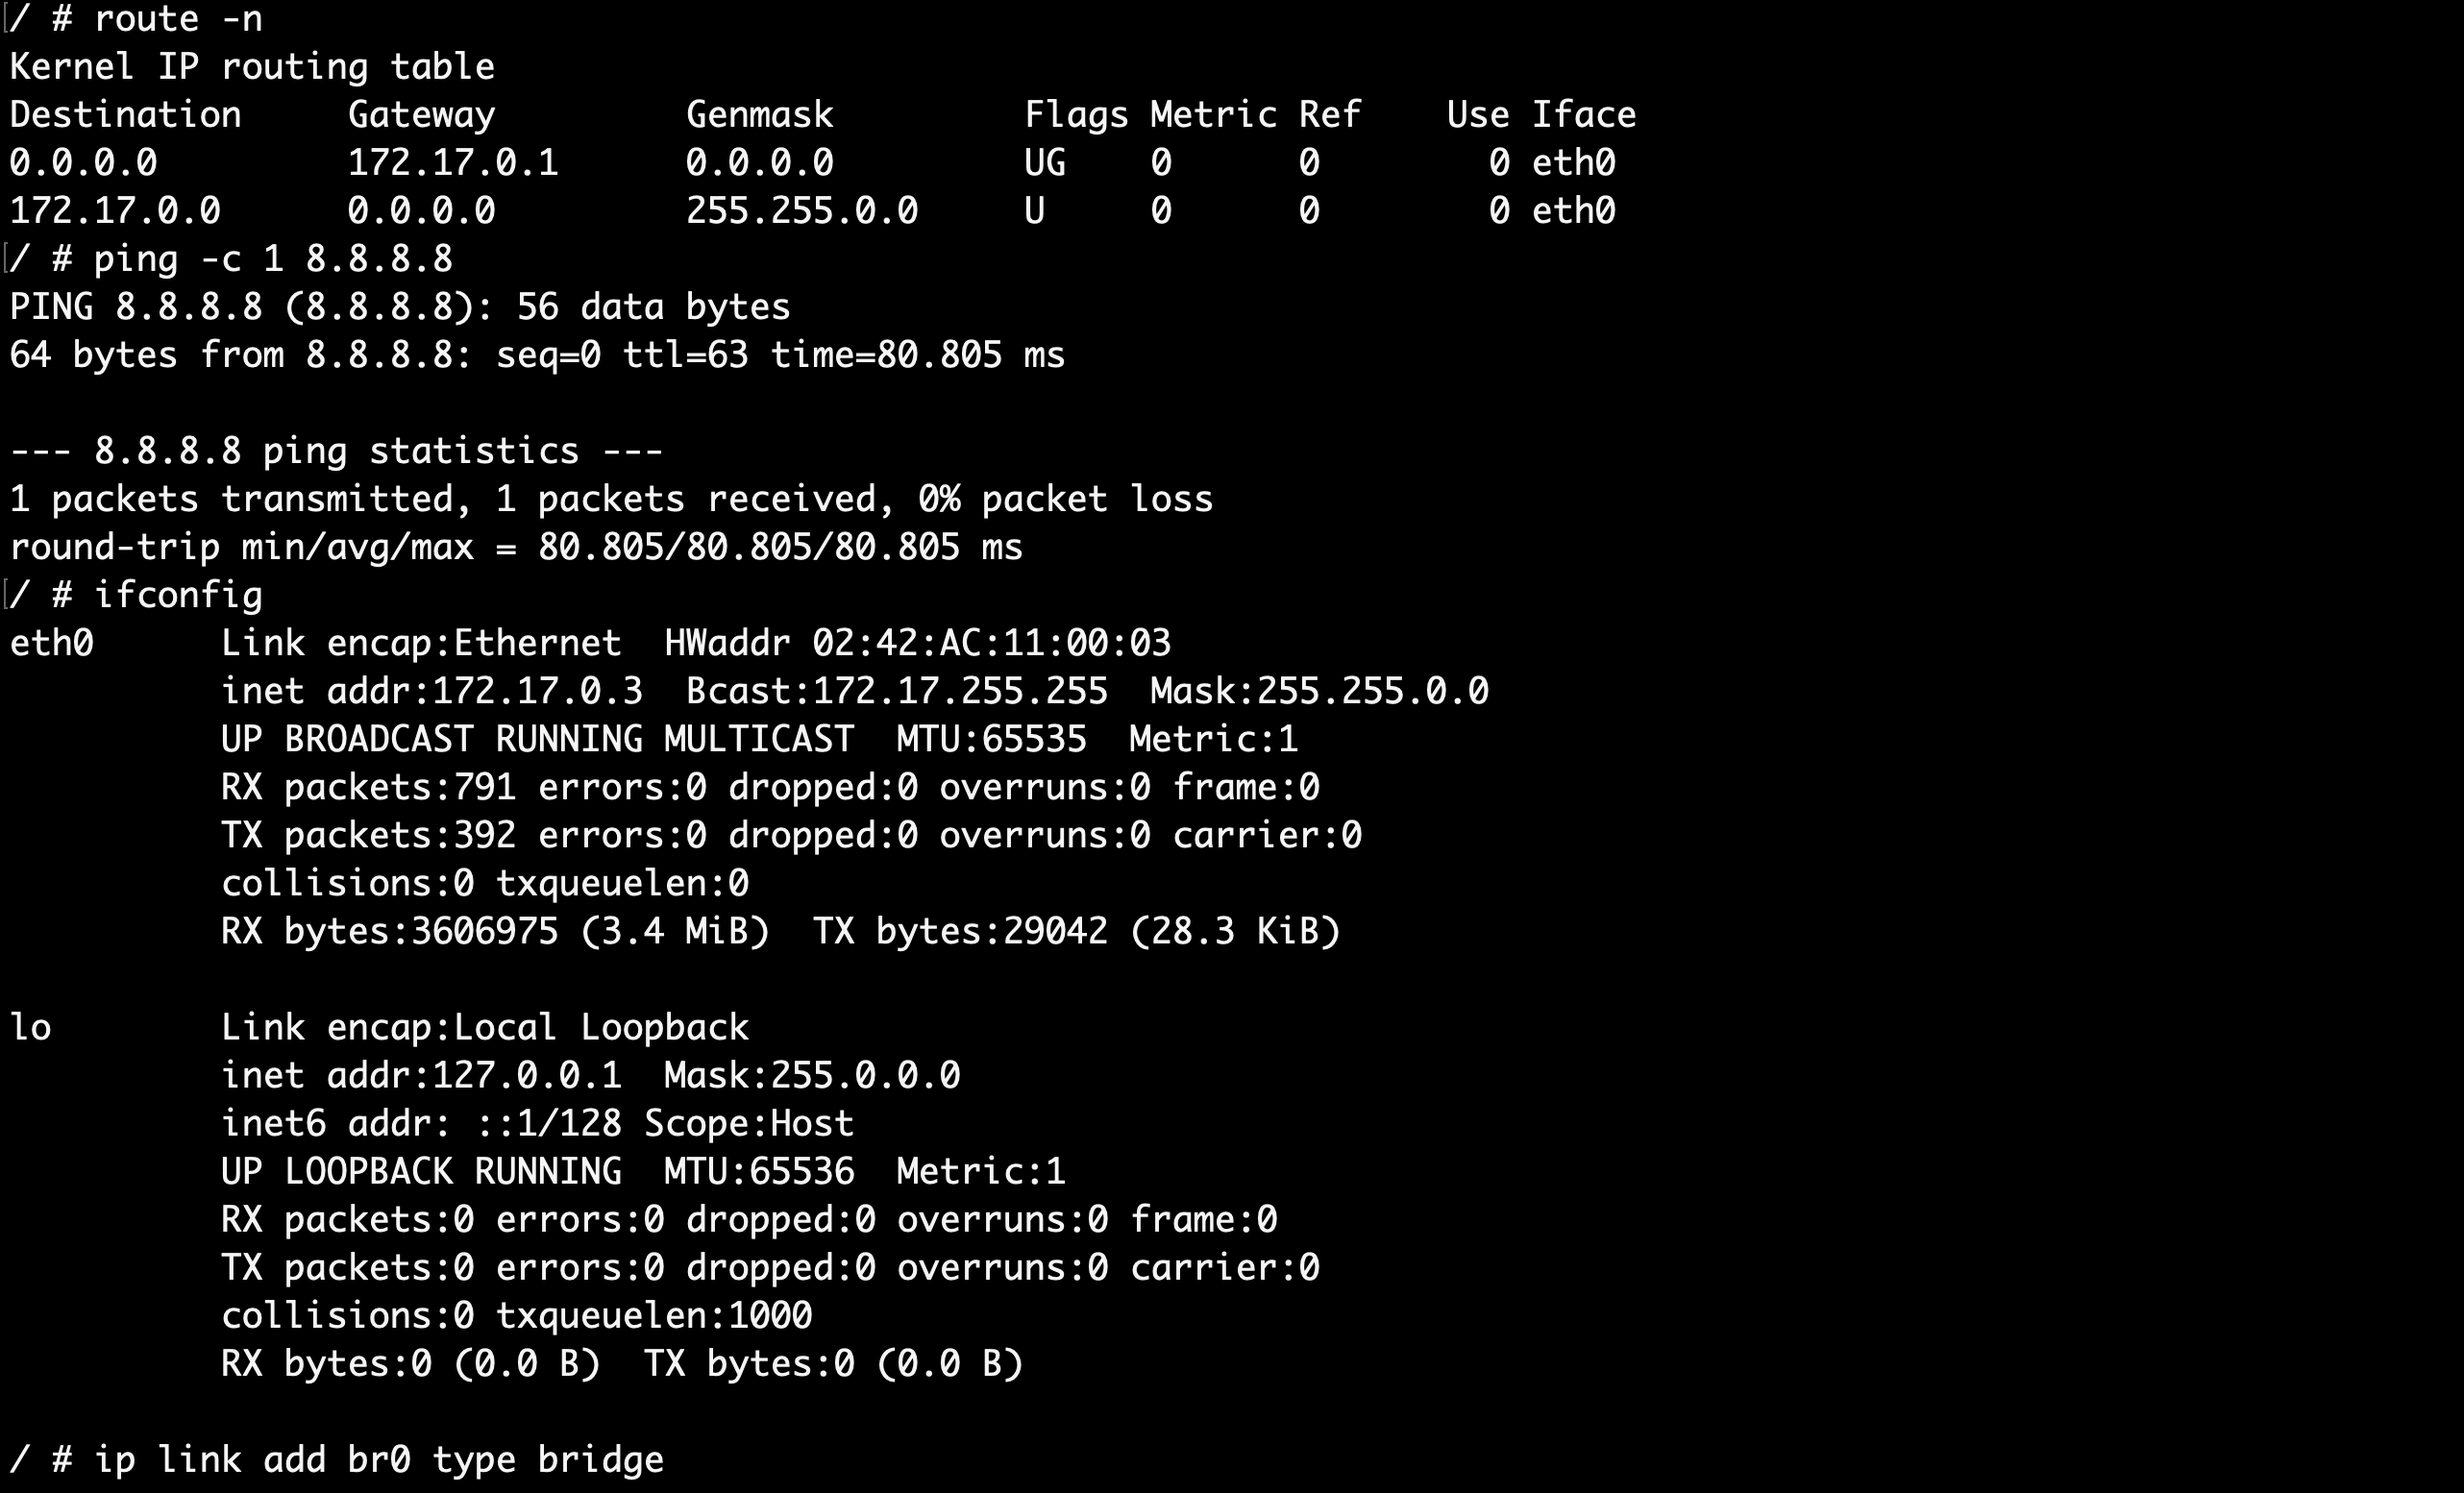 / # route -n
Kernel IP routing table
Destination     Gateway         Genmask         Flags Metric Ref    Use Iface
0.0.0.0         172.17.0.1      0.0.0.0         UG    0      0        0 eth0
172.17.0.0      0.0.0.0         255.255.0.0     U     0      0        0 eth0
/ # ping -c 1 8.8.8.8
PING 8.8.8.8 (8.8.8.8): 56 data bytes
64 bytes from 8.8.8.8: seq=0 ttl=63 time=80.805 ms

--- 8.8.8.8 ping statistics ---
1 packets transmitted, 1 packets received, 0% packet loss
round-trip min/avg/max = 80.805/80.805/80.805 ms
/ # ifconfig
eth0      Link encap:Ethernet  HWaddr 02:42:AC:11:00:03
          inet addr:172.17.0.3  Bcast:172.17.255.255  Mask:255.255.0.0
          UP BROADCAST RUNNING MULTICAST  MTU:65535  Metric:1
          RX packets:791 errors:0 dropped:0 overruns:0 frame:0
          TX packets:392 errors:0 dropped:0 overruns:0 carrier:0
          collisions:0 txqueuelen:0
          RX bytes:3606975 (3.4 MiB)  TX bytes:29042 (28.3 KiB)

lo        Link encap:Local Loopback
          inet addr:127.0.0.1  Mask:255.0.0.0
          inet6 addr: ::1/128 Scope:Host
          UP LOOPBACK RUNNING  MTU:65536  Metric:1
          RX packets:0 errors:0 dropped:0 overruns:0 frame:0
          TX packets:0 errors:0 dropped:0 overruns:0 carrier:0
          collisions:0 txqueuelen:1000
          RX bytes:0 (0.0 B)  TX bytes:0 (0.0 B)

/ # ip link add br0 type bridge